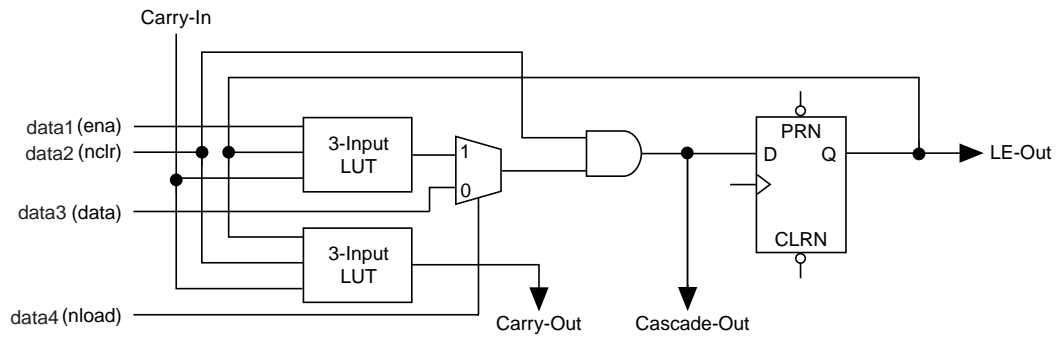 Carry-In
data1 (ena)
data2 (nclr)
3-Input
LUT
1
0
PRN
D
Q
LE-Out
data3 (data)
CLRN
3-Input
LUT
data4 (nload)
Carry-Out
Cascade-Out